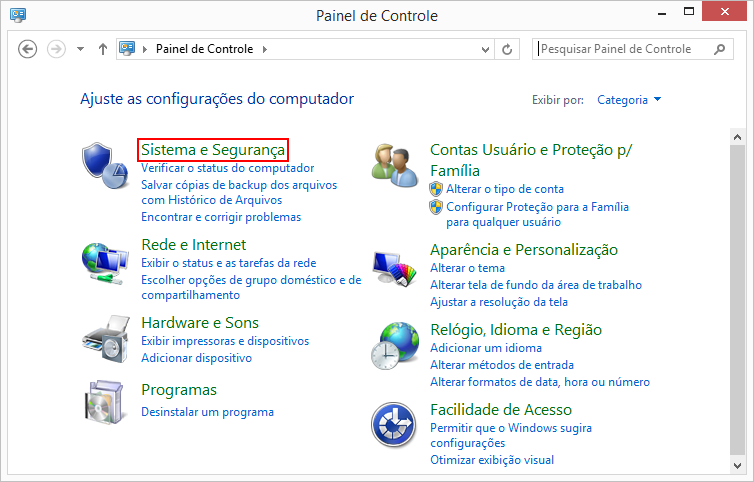 Painel de Controle
Painel de Controle
Pesquisar Painel de Controle
Ajuste as configurações do computador
Exibir por: Categoria
Sistema e Segurança
Verificar o status do computador
Salvar cópias de backup dos arquivos
com Histórico de Arquivos
Encontrar e corrigir problemas
Rede e Internet
Exibir o status e as tarefas da rede
Escolher opções de grupo doméstico e de
compartilhamento
Hardware e Sons
Exibir impressoras e dispositivos
Adicionar dispositivo
Programas
Desinstalar um programa
Contas Usuário e Proteção p/
Família
Alterar o tipo de conta
Configurar Proteção para a Família
para qualquer usuário
Aparência e Personalização
Alterar o tema
Alterar tela de fundo da área de trabalho
Ajustar a resolução da tela
Relógio, Idioma e Região
Adicionar um idioma
Alterar métodos de entrada
Alterar formatos de data, hora ou número
Facilidade de Acesso
Permitir que o Windows sugira
configurações
Otimizar exibição visual